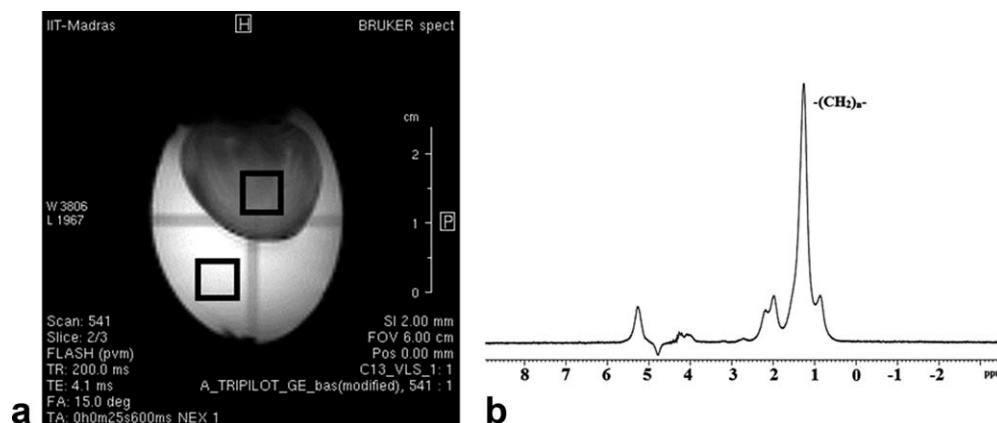 IIT-Madras
H
BRUKER spect
cm
2
W 3806
L 1967
1
P
0
Scan: 541
Slice: 2/3
FLASH (pvm)
TR: 200.0 ms
TE: 4.1 ms
FA: 15.0 deg
TA: 0h0m25s600ms NEX 1
SI 2.00 mm
FOV 6.00 cm
Pos 0.00 mm
C13_VLS_1: 1
A_TRIPILOT_GE_bas(modified), 541 : 1
a
-(CH2)n-
8 7 6 5 4 3 2 1 0 -1 -2 ppm
b